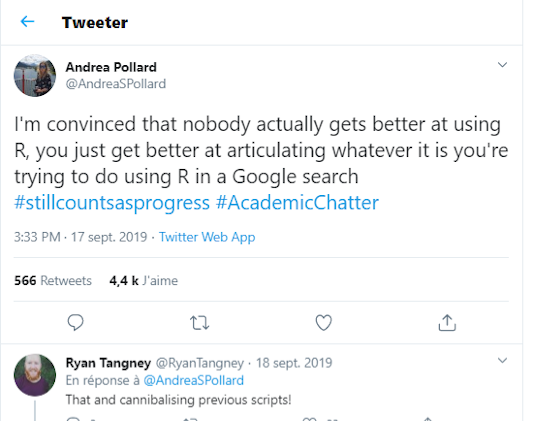 Tweeter
Andrea Pollard
@AndreaSPollard
I'm convinced that nobody actually gets better at using
R, you just get better at articulating whatever it is you're
trying to do using R in a Google search
#stillcountsasprogress #AcademicChatter
3:33 PM · 17 sept. 2019 · Twitter Web App
566 Retweets 4,4 k J'aime
Ryan Tangney @RyanTangney · 18 sept. 2019
En réponse à @AndreaSPollard
That and cannibalising previous scripts!